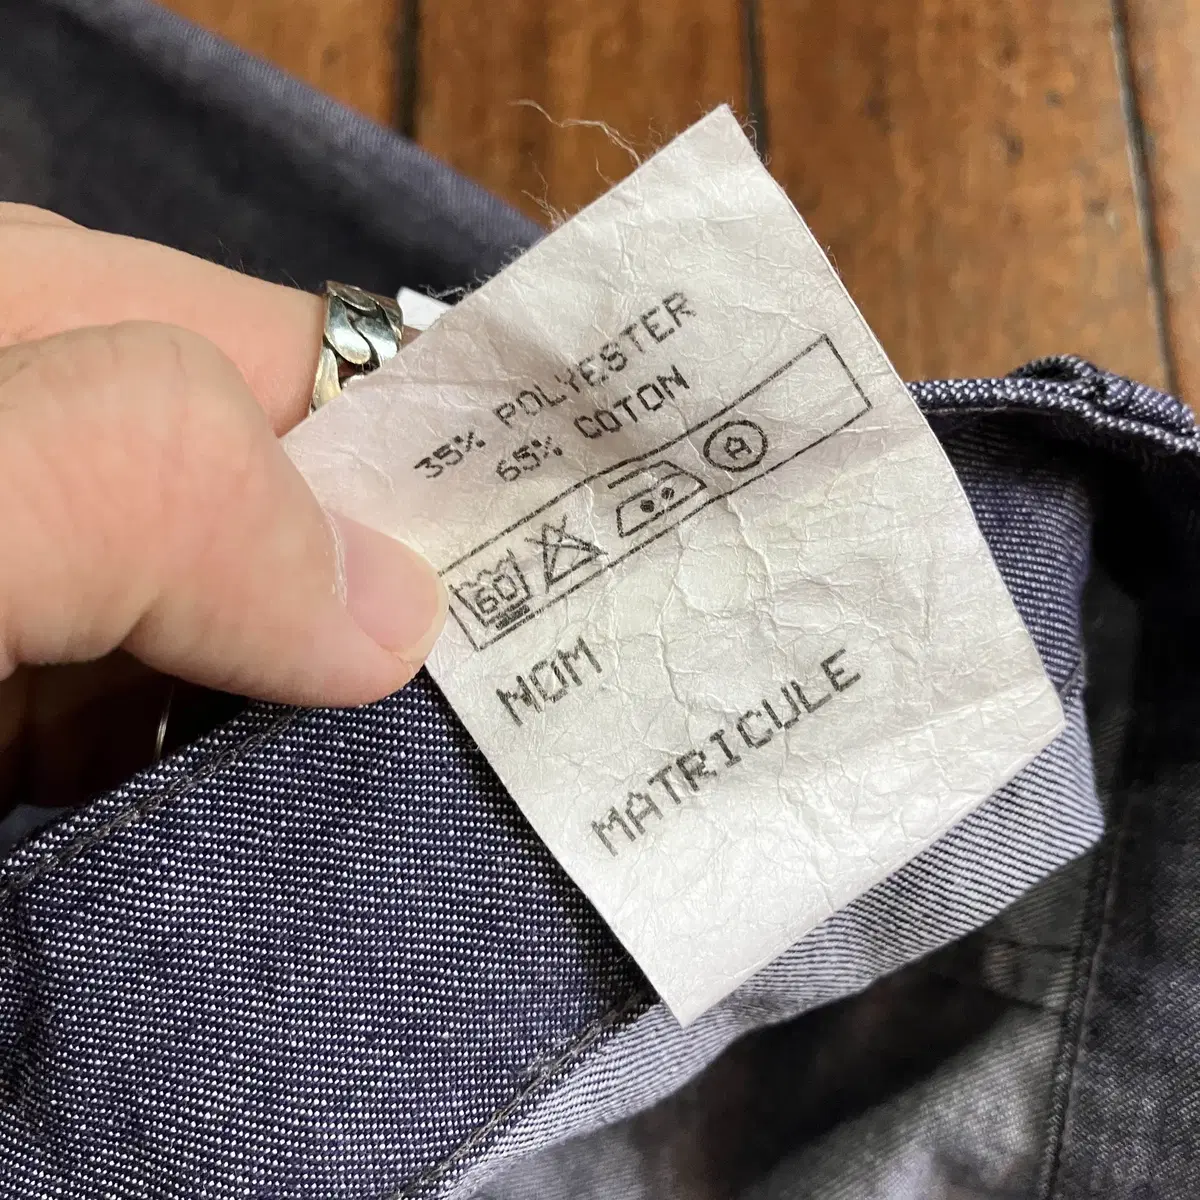 35% POLYESTER
65% COTON
60 A
NOM
MATRICULE